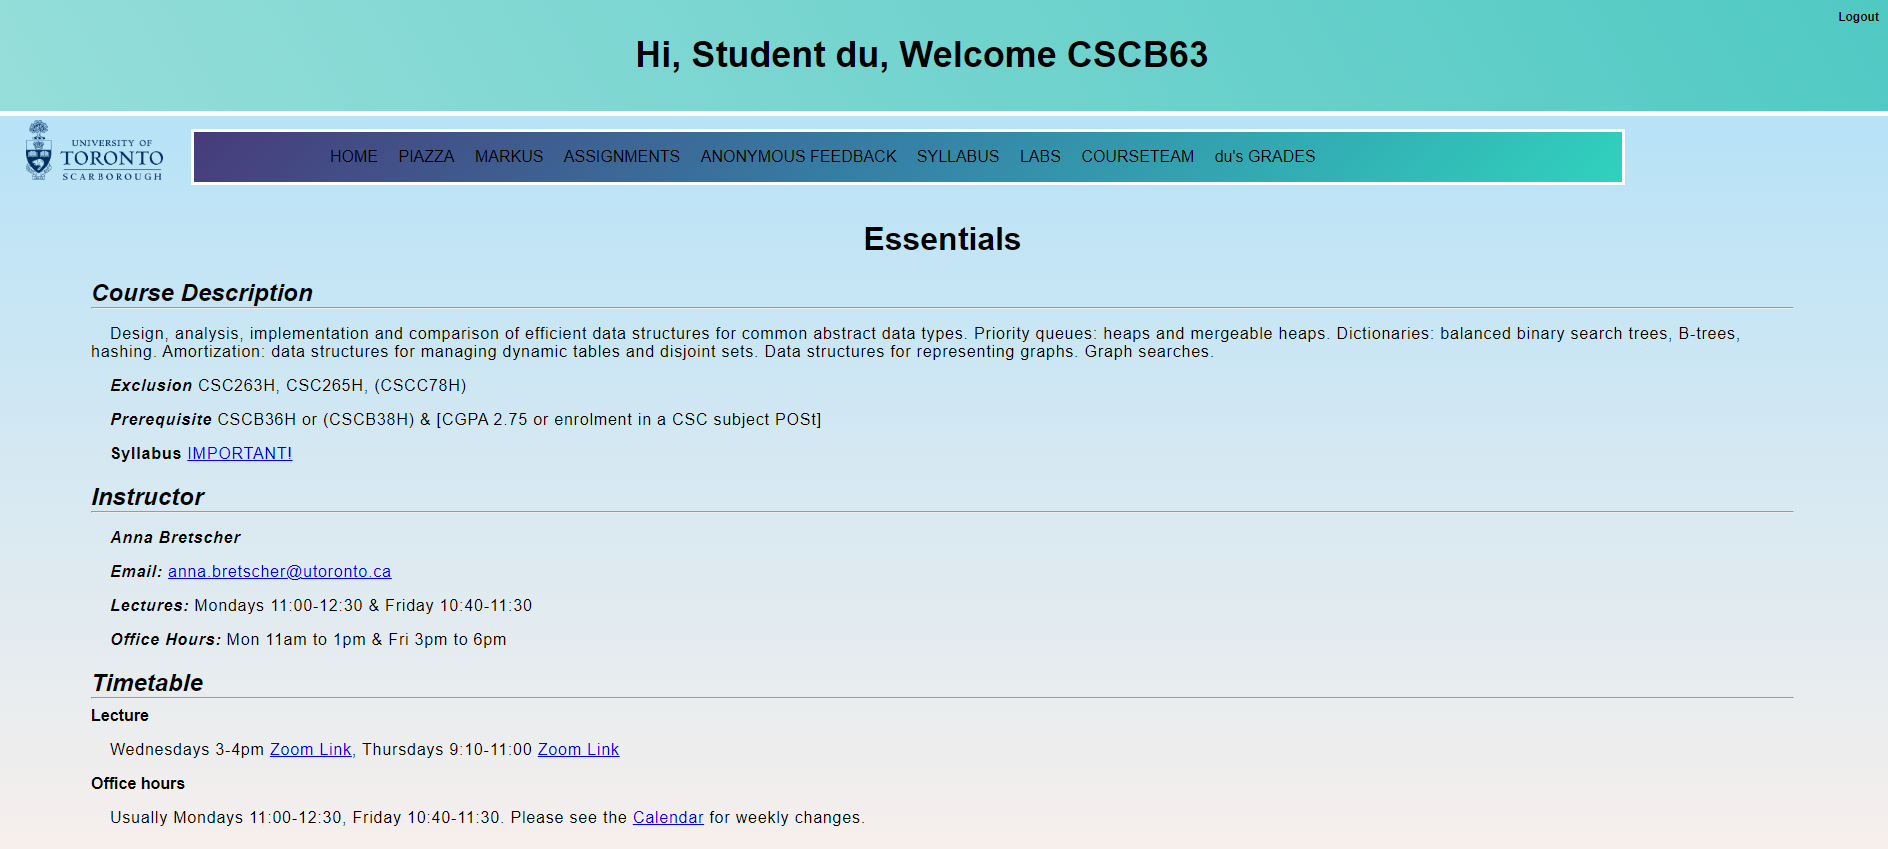 Logout
Hi, Student du, Welcome CSCB63
UNIVERSITY OF
TORONTO
SCARBOROUGH
HOME PIAZZA MARKUS ASSIGNMENTS ANONYMOUS FEEDBACK SYLLABUS LABS COURSETEAM du's GRADES
Essentials
Course Description
Design, analysis, implementation and comparison of efficient data structures for common abstract data types. Priority queues: heaps and mergeable heaps. Dictionaries: balanced binary search trees, B-trees,
hashing. Amortization: data structures for managing dynamic tables and disjoint sets. Data structures for representing graphs. Graph searches.
Exclusion CSC263H, CSC265H, (CSCC78H)
Prerequisite CSCB36H or (CSCB38H) & [CGPA 2.75 or enrolment in a CSC subject POSt]
Syllabus IMPORTANT!
Instructor
Anna Bretscher
Email: anna.bretscher@utoronto.ca
Lectures: Mondays 11:00-12:30 & Friday 10:40-11:30
Office Hours: Mon 11am to 1pm & Fri 3pm to 6pm
Timetable
Lecture
Wednesdays 3-4pm Zoom Link, Thursdays 9:10-11:00 Zoom Link
Office hours
Usually Mondays 11:00-12:30, Friday 10:40-11:30. Please see the Calendar for weekly changes.